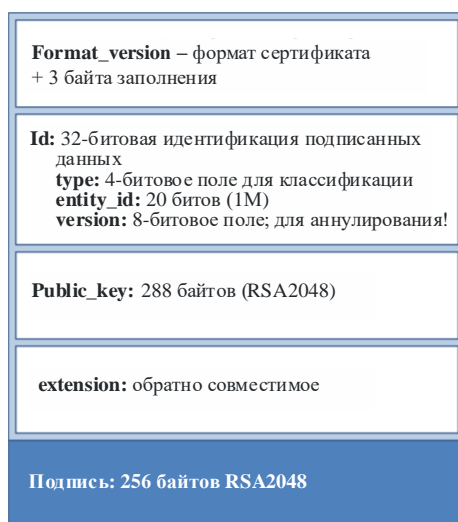 Format_version – формат сертификата
+ 3 байта заполнения
Id: 32-битовая идентификация подписанных
данных
type: 4-битовое поле для классификации
entity_id: 20 битов (1M)
version: 8-битовое поле; для аннулирования!
Public_key: 288 байтов (RSA2048)
extension: обратно совместимое
Подпись: 256 байтов RSA2048